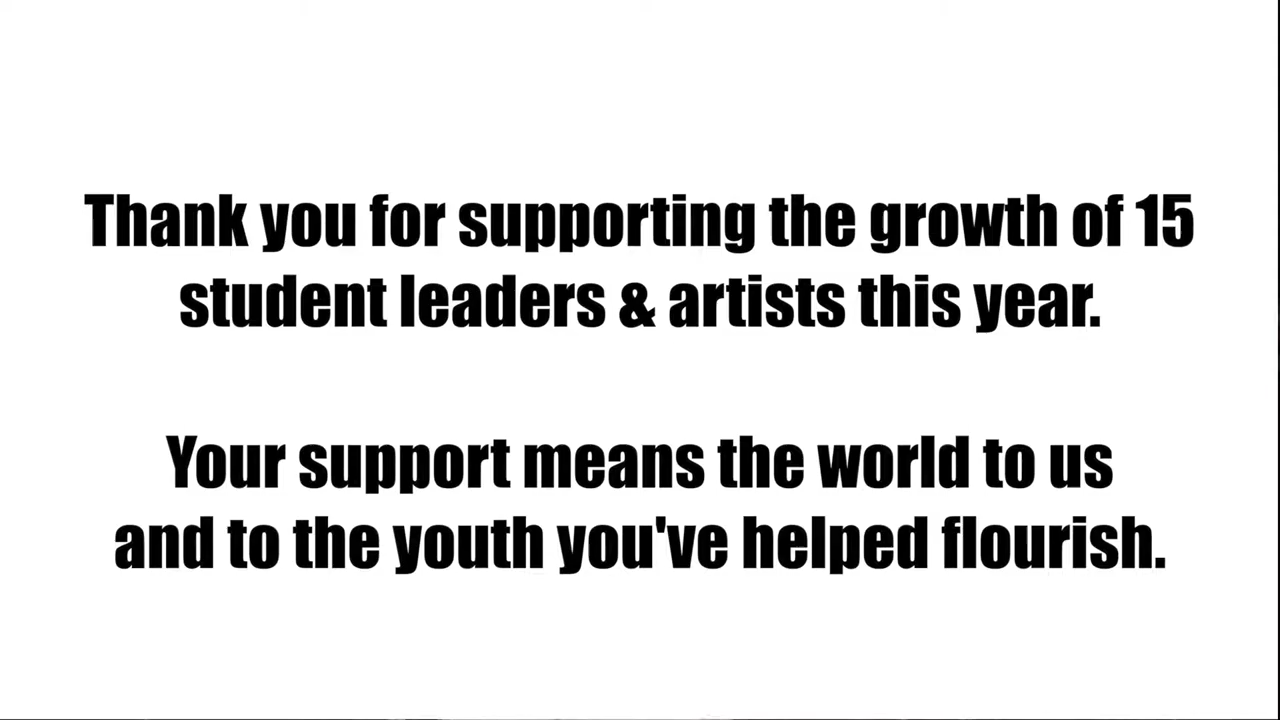 Thank you for supporting the growth of 15
student leaders & artists this year.
Your support means the world to us
and to the youth you've helped flourish.